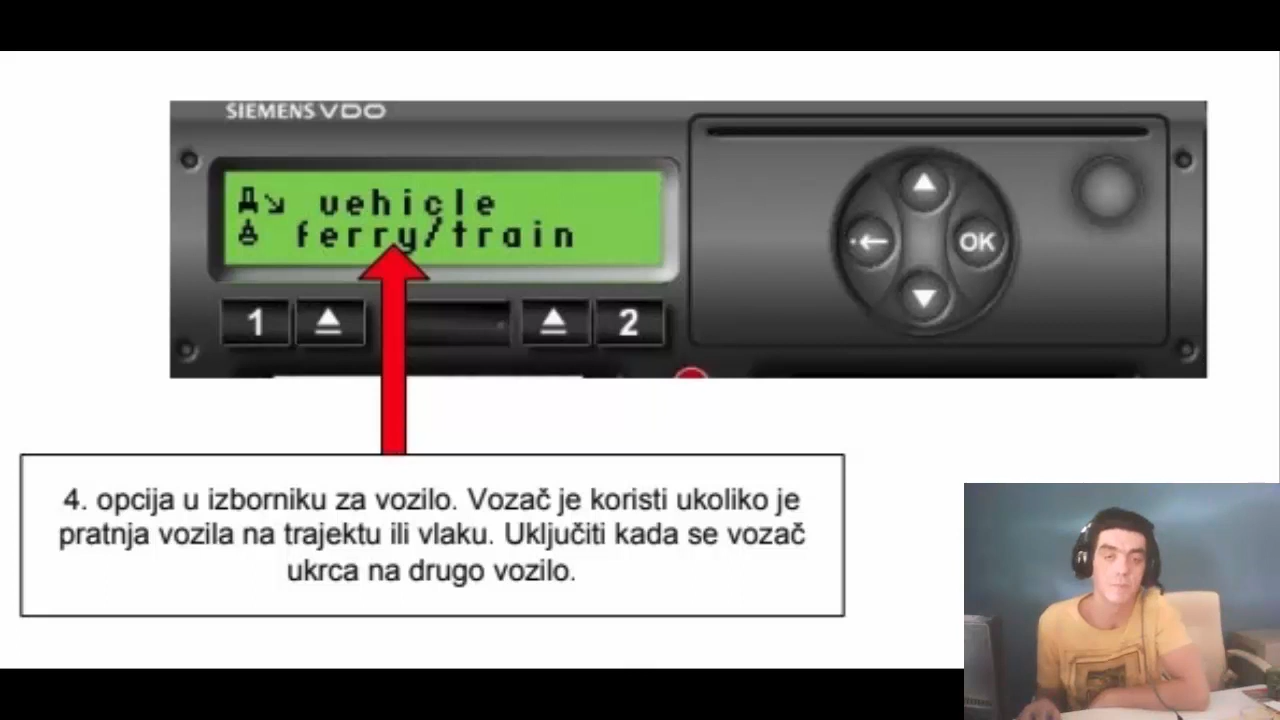 SIEMENS VDO
vehicle
ferry/train
1
2
OK
4. opcija u izborniku za vozilo. Vozač je koristi ukoliko je
pratnja vozila na trajektu ili vlaku. Uključiti kada se vozač
ukrca na drugo vozilo.